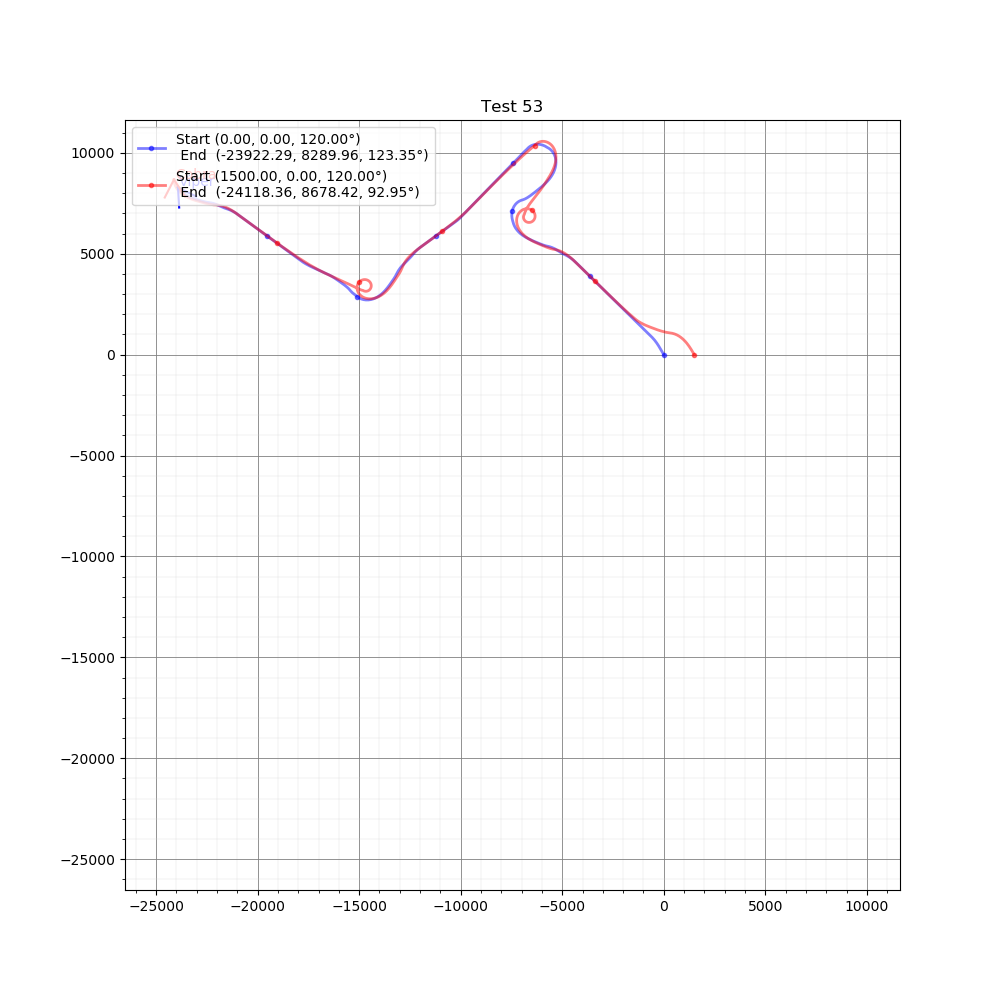 Test 53
Start (0.00, 0.00, 120.00°)
End (-23922.29, 8289.96, 123.35°)
Start (1500.00, 0.00, 120.00°)
End (-24118.36, 8678.42, 92.95°)
10000
5000
0
−5000
−10000
−15000
−20000
−25000
−25000 −20000 −15000 −10000 −5000 0 5000 10000